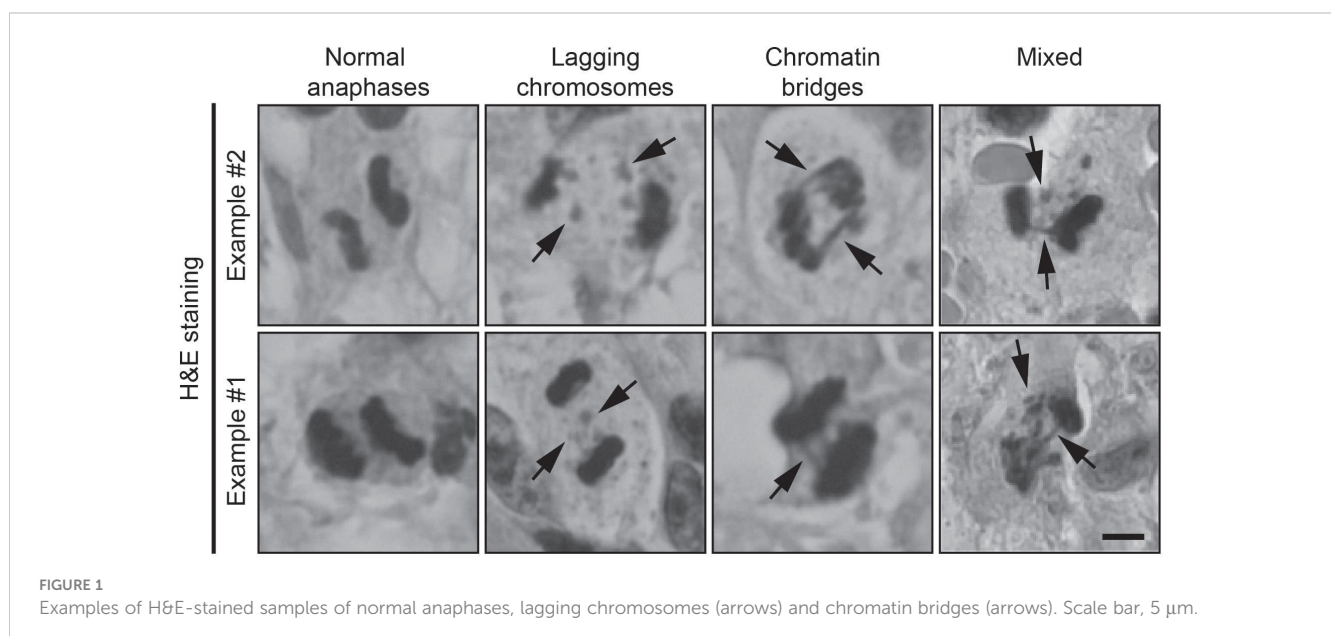 Normal
anaphases
Lagging
chromosomes
Chromatin
bridges
Mixed
H&E staining
Example #2
Example #1
FIGURE 1
Examples of H&E-stained samples of normal anaphases, lagging chromosomes (arrows) and chromatin bridges (arrows). Scale bar, 5 μm.